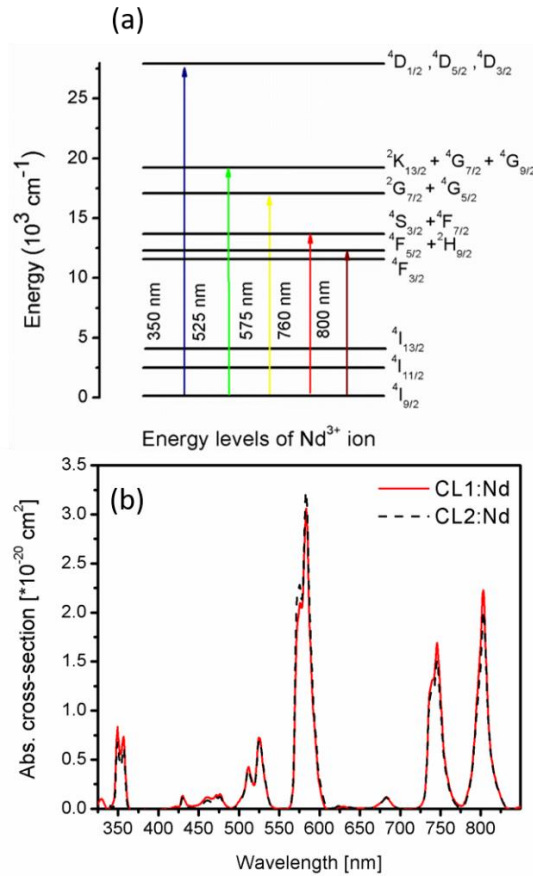 (a)
Energy (10³ cm⁻¹)
25
20
15
10
5
0
350 nm
525 nm
575 nm
760 nm
800 nm
⁴D₁/₂ , ⁴D₅/₂ , ⁴D₃/₂
²K₁₃/₂ + ⁴G₇/₂ + ⁴G₉/₂
²G₇/₂ + ⁴G₅/₂
⁴S₃/₂ + ⁴F₇/₂
⁴F₅/₂ + ²H₉/₂
⁴F₃/₂
⁴I₁₃/₂
⁴I₁₁/₂
⁴I₉/₂
Energy levels of Nd³⁺ ion
(b)
CL1:Nd
CL2:Nd
Abs. cross-section [*10⁻²⁰ cm²]
3.5
3.0
2.5
2.0
1.5
1.0
0.5
0.0
350 400 450 500 550 600 650 700 750 800
Wavelength [nm]